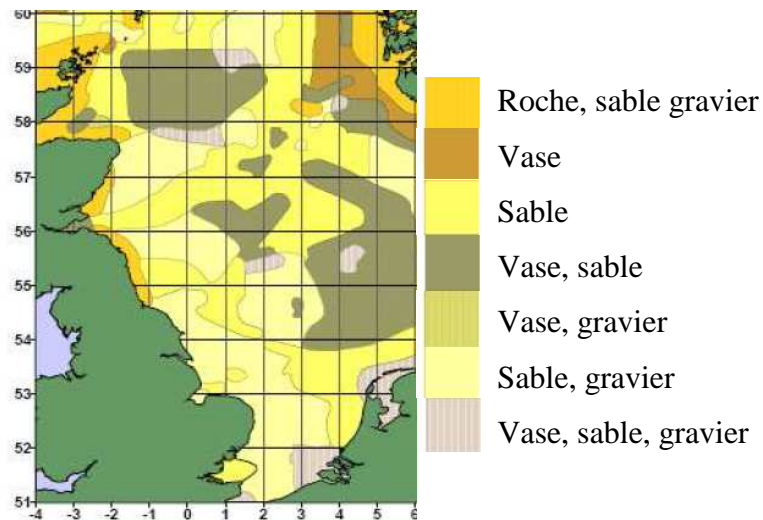 60
59
58
57
56
55
54
53
52
51
-4 -3 -2 -1 0 1 2 3 4 5 6
Roche, sable gravier
Vase
Sable
Vase, sable
Vase, gravier
Sable, gravier
Vase, sable, gravier